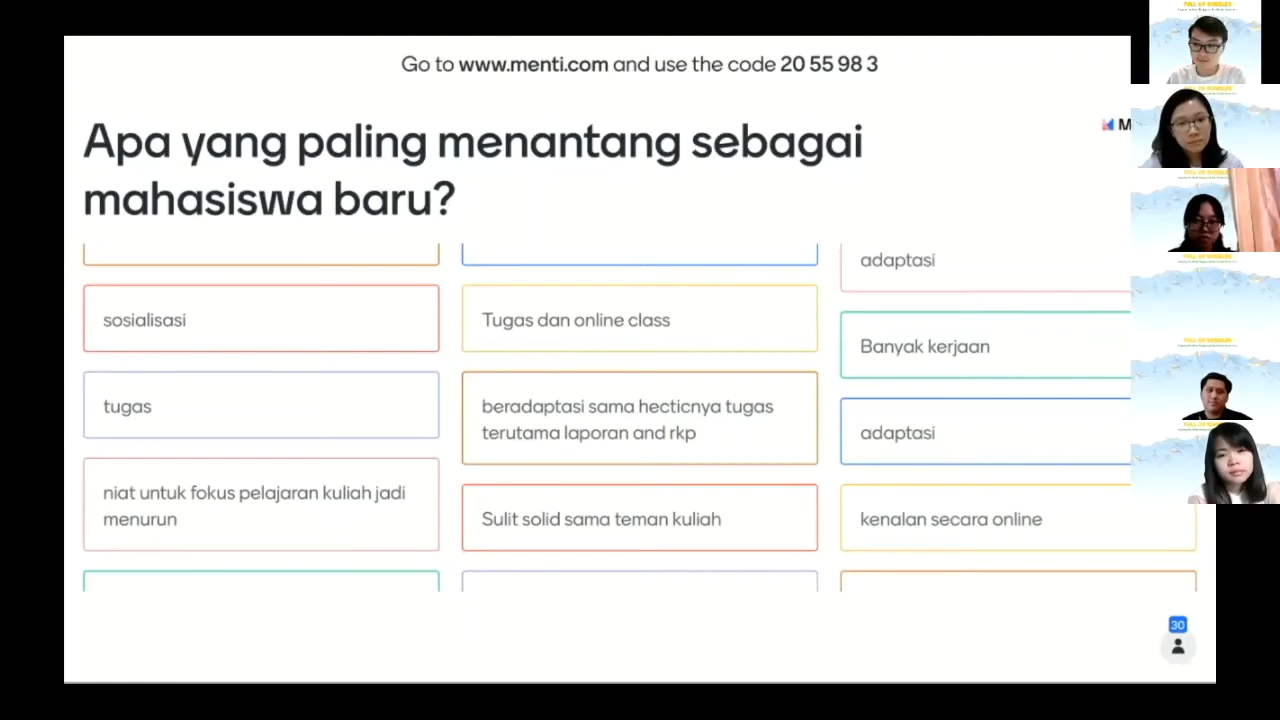 Go to www.menti.com and use the code 20 55 98 3
Apa yang paling menantang sebagai
mahasiswa baru?
M
sosialisasi
tugas
niat untuk fokus pelajaran kuliah jadi
menurun
Tugas dan online class
beradaptasi sama hecticnya tugas
terutama laporan and rkp
Sulit solid sama teman kuliah
adaptasi
Banyak kerjaan
adaptasi
kenalan secara online
30